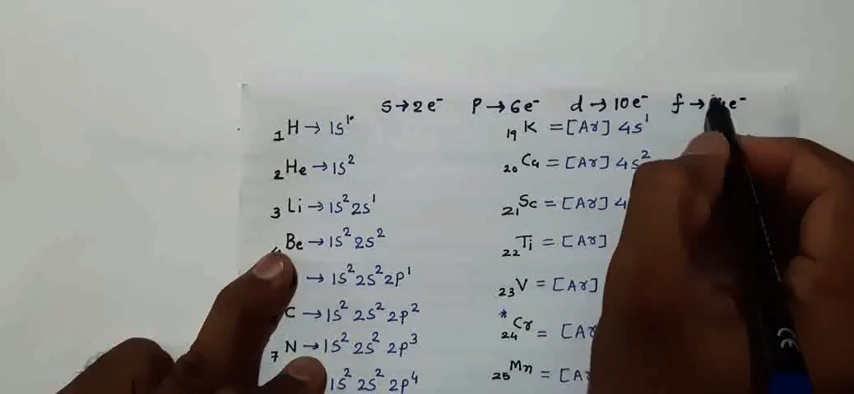 S→2e⁻ P→6e⁻ d→10e⁻ f→ e⁻
₁H→1S¹
₂He→1S²
₃Li→1S²2S¹
Be→1S²2S²
→1S²2S²2P¹
C→1S²2S²2P²
₇N→1S²2S²2P³
1S²2S²2P⁴
₁₉K=[Ar]4S¹
₂₀Ca=[Ar]4S²
₂₁Sc=[Ar]4
₂₂Ti=[Ar]
₂₃V=[Ar]
*₂₄Cr=[A
₂₅Mn=[A